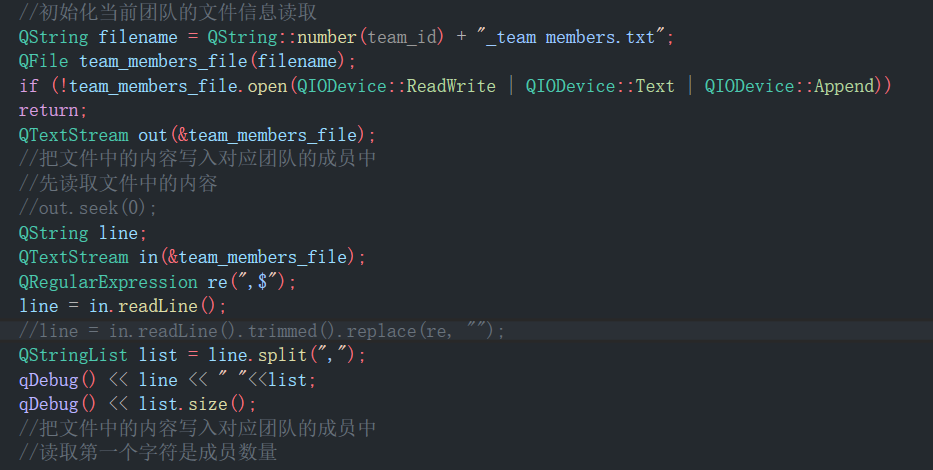 //初始化当前团队的文件信息读取
QString filename = QString::number(team_id) + "_team members.txt";
QFile team_members_file(filename);
if (!team_members_file.open(QIODevice::ReadWrite | QIODevice::Text | QIODevice::Append))
return;
QTextStream out(&team_members_file);
//把文件中的内容写入对应团队的成员中
//先读取文件中的内容
//out.seek(0);
QString line;
QTextStream in(&team_members_file);
QRegularExpression re(",$");
line = in.readLine();
//line = in.readLine().trimmed().replace(re, "");
QStringList list = line.split(",");
qDebug() << line << " "<<list;
qDebug() << list.size();
//把文件中的内容写入对应团队的成员中
//读取第一个字符是成员数量